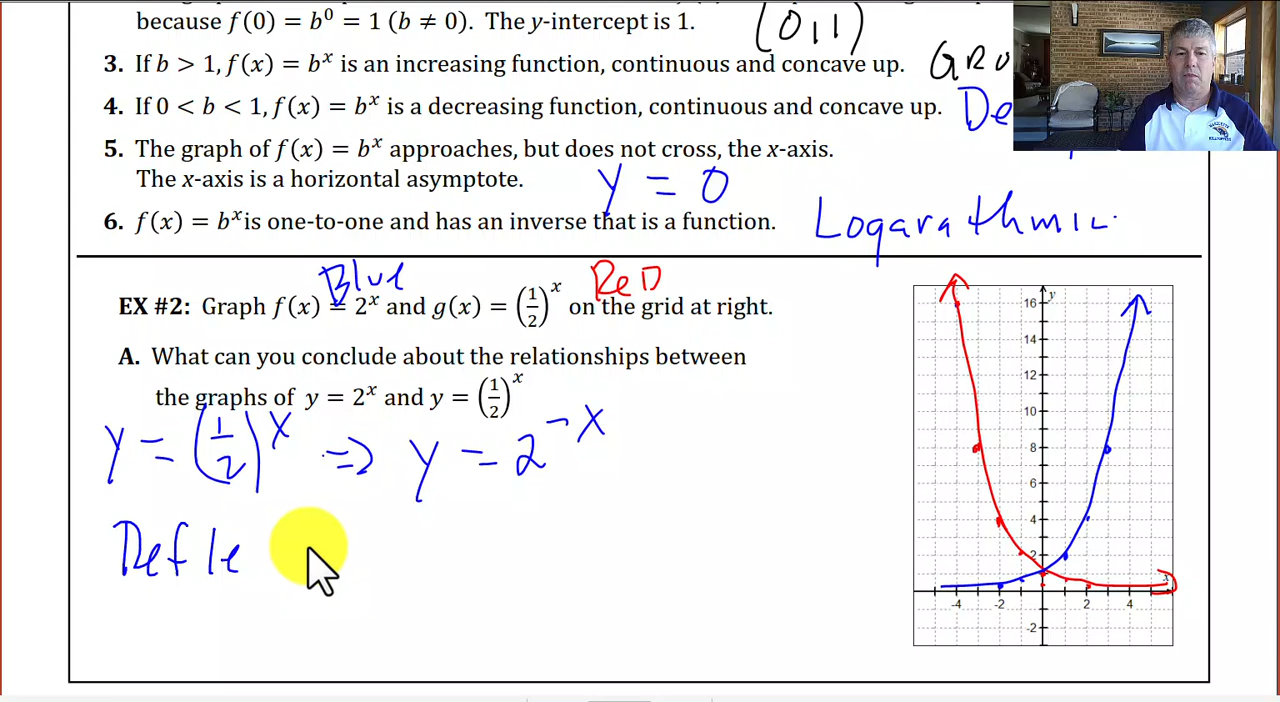 because f(0) = b⁰ = 1 (b ≠ 0). The y-intercept is 1. (0,1)
3. If b > 1, f(x) = bˣ is an increasing function, continuous and concave up. GRO
4. If 0 < b < 1, f(x) = bˣ is a decreasing function, continuous and concave up. De
5. The graph of f(x) = bˣ approaches, but does not cross, the x-axis.
The x-axis is a horizontal asymptote. y = 0
6. f(x) = bˣ is one-to-one and has an inverse that is a function. Logarathmic
Blue ReD
EX #2: Graph f(x) = 2ˣ and g(x) = (1/2)ˣ on the grid at right.
A. What can you conclude about the relationships between
the graphs of y = 2ˣ and y = (1/2)ˣ
y = (1/2)ˣ ⇒ y = 2⁻ˣ
Refle
y
16
14
12
10
8
6
4
2
x
-4 -2 2 4
-2